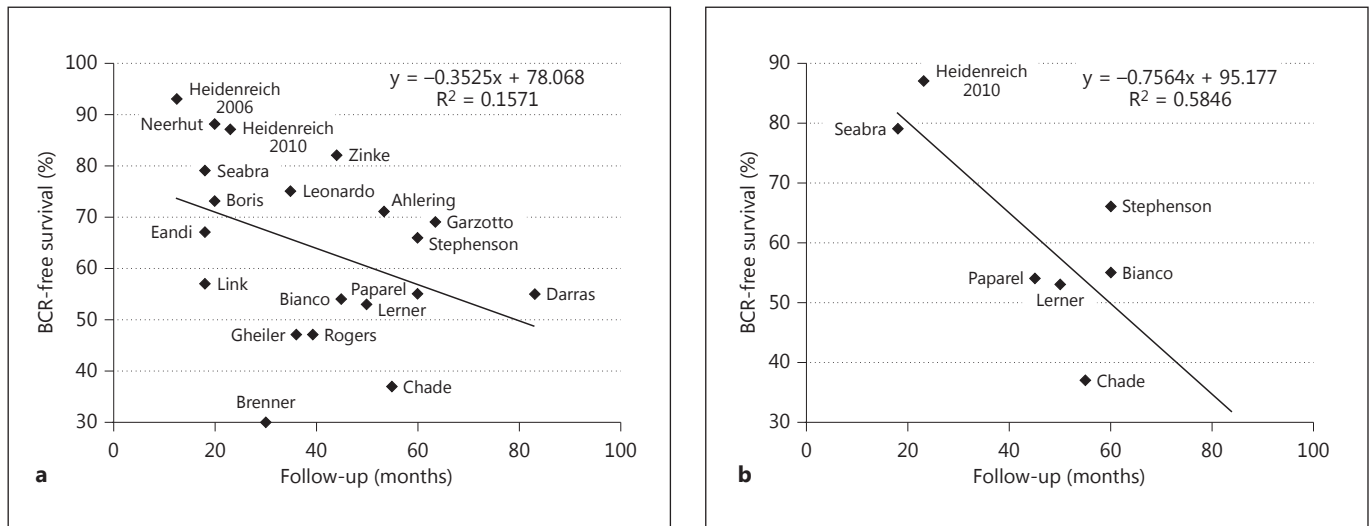 100
90
80
70
60
50
40
30
BCR-free survival (%)
y = –0.3525x + 78.068
R² = 0.1571
Heidenreich
2006
Neerhut
Heidenreich
2010
Zinke
Seabra
Leonardo
Boris
Ahlering
Garzotto
Eandi
Stephenson
Link
Bianco
Paparel
Darras
Lerner
Gheiler
Rogers
Chade
Brenner
0
20
40
60
80
100
Follow-up (months)
a
90
80
70
60
50
40
30
BCR-free survival (%)
y = –0.7564x + 95.177
R² = 0.5846
Heidenreich
2010
Seabra
Stephenson
Paparel
Bianco
Lerner
Chade
0
20
40
60
80
100
Follow-up (months)
b